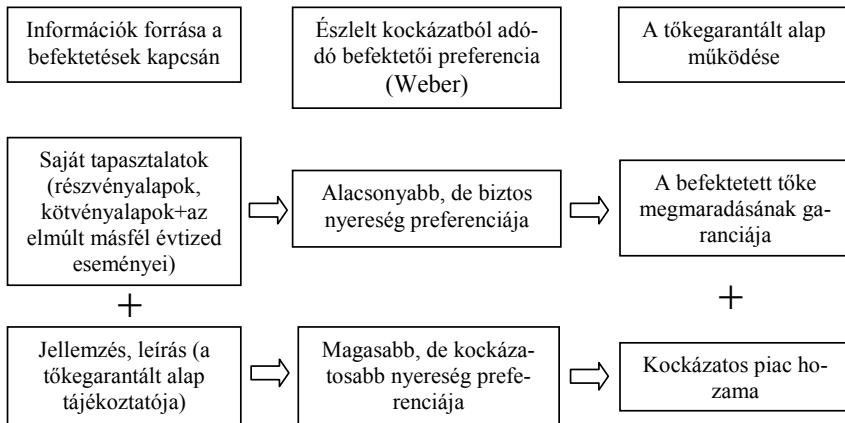 Információk forrása a
befektetések kapcsán
Észlelt kockázatból adó-
dó befektetői preferencia
(Weber)
A tőkegarantált alap
működése
Saját tapasztalatok
(részvényalapok,
kötvényalapok+az
elmúlt másfél évtized
eseményei)
Alacsonyabb, de biztos
nyereség preferenciája
A befektetett tőke
megmaradásának ga-
ranciája
+
+
Jellemzés, leírás (a
tőkegarantált alap
tájékoztatója)
Magasabb, de kockáza-
tosabb nyereség prefe-
renciája
Kockázatos piac ho-
zama